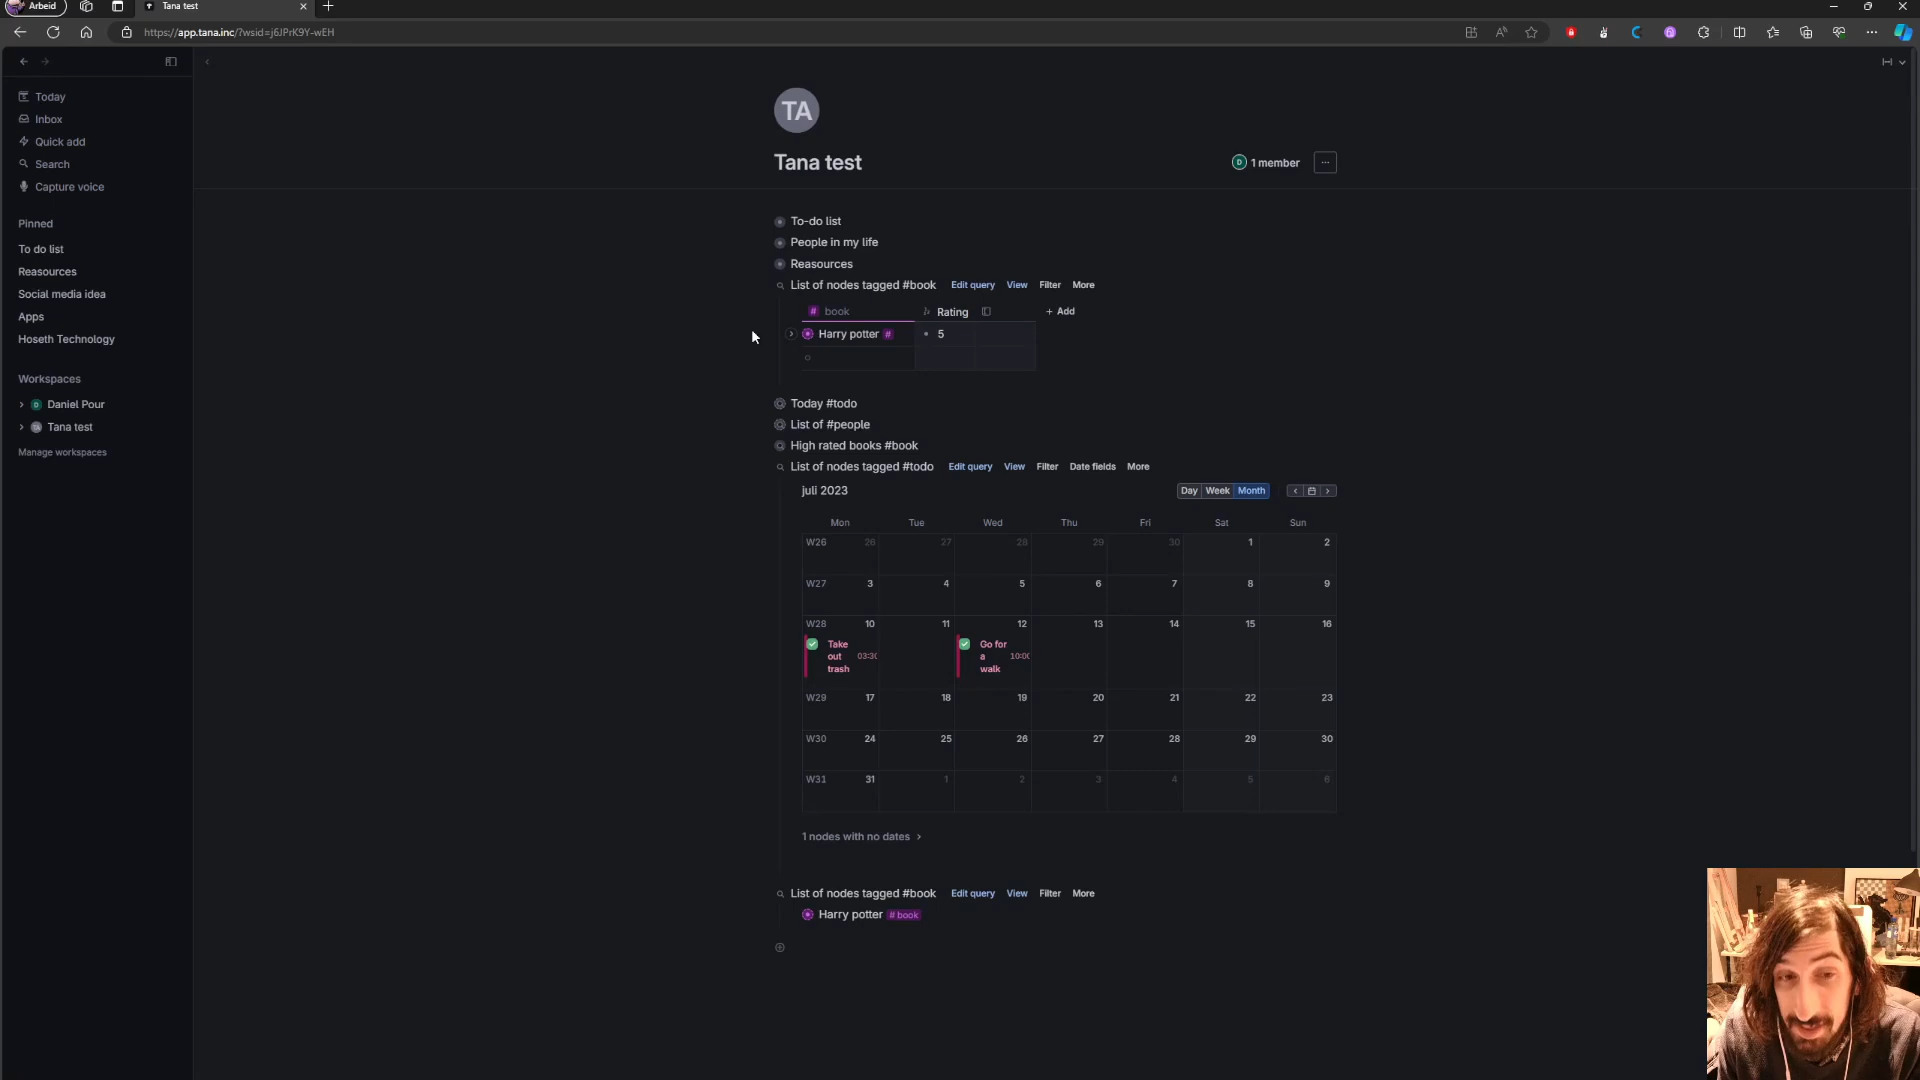 Arbeid
Tana test
https://app.tana.inc/?wsid=j6JPrK9Y-wEH
Today
Inbox
Quick add
Search
Capture voice
Pinned
To do list
Reasources
Social media idea
Apps
Hoseth Technology
Workspaces
D Daniel Pour
TA Tana test
Manage workspaces
TA
Tana test
D 1 member
To-do list
People in my life
Reasources
List of nodes tagged #book Edit query View Filter More
# book Rating + Add
Harry potter # 5
Today #todo
List of #people
High rated books #book
List of nodes tagged #todo Edit query View Filter Date fields More
juli 2023 Day Week Month
Mon Tue Wed Thu Fri Sat Sun
W26 26 27 28 29 30 1 2
W27 3 4 5 6 7 8 9
W28 10 11 12 13 14 15 16
Take out trash 03:30 Go for a walk 10:00
W29 17 18 19 20 21 22 23
W30 24 25 26 27 28 29 30
W31 31 1 2 3 4 5 6
1 nodes with no dates
List of nodes tagged #book Edit query View Filter More
Harry potter # book